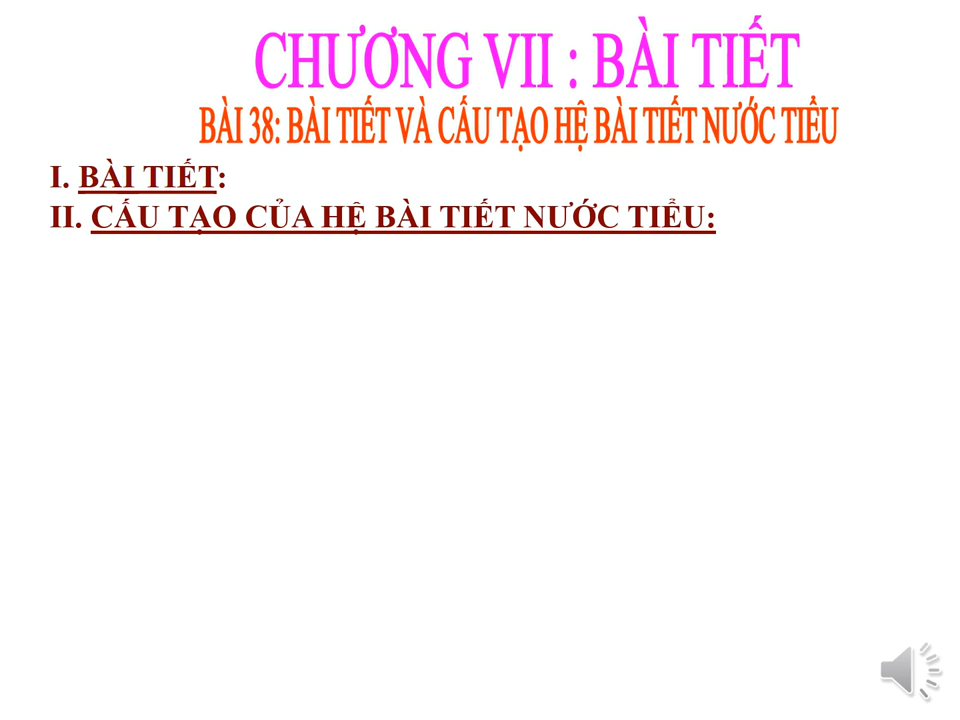 CHƯƠNG VII : BÀI TIẾT
BÀI 38: BÀI TIẾT VÀ CẤU TẠO HỆ BÀI TIẾT NƯỚC TIỂU
I. BÀI TIẾT:
II. CẤU TẠO CỦA HỆ BÀI TIẾT NƯỚC TIỂU: